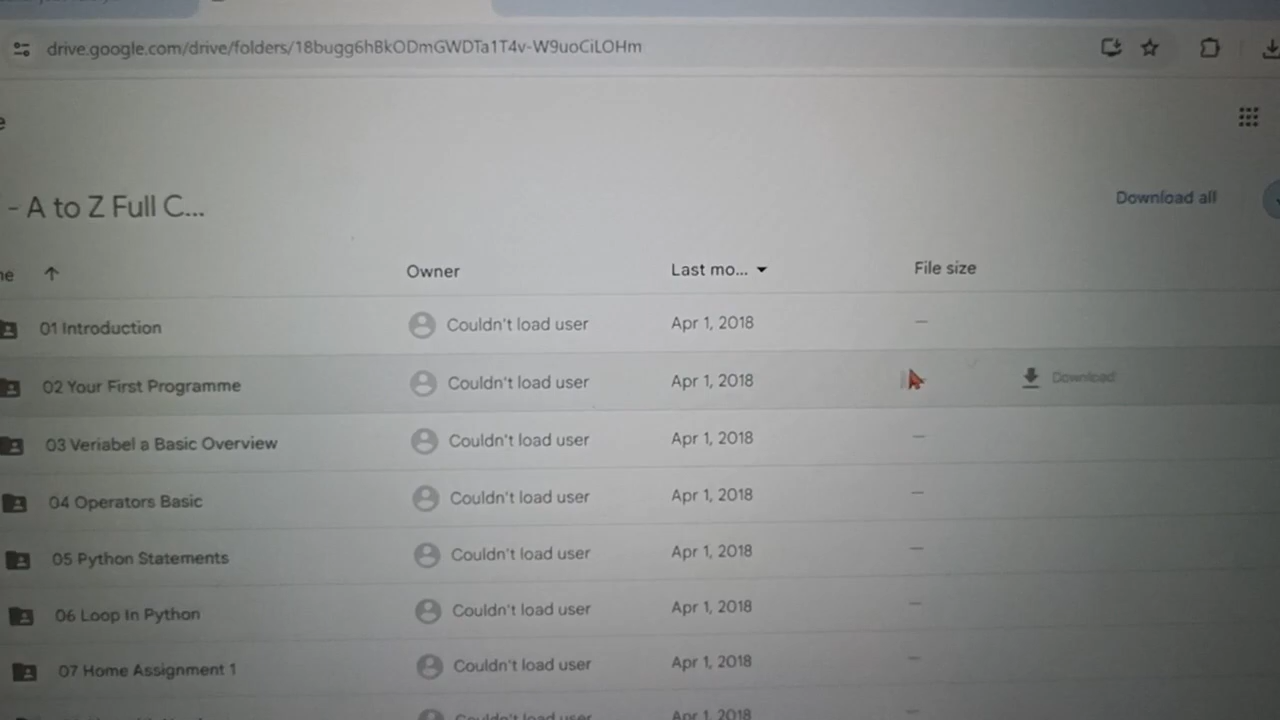 drive.google.com/drive/folders/18bugg6hBkODmGWDTa1T4v-W9uoCiLOHm
e
- A to Z Full C...
Download all
ne Owner Last mo... File size
01 Introduction Couldn't load user Apr 1, 2018 —
02 Your First Programme Couldn't load user Apr 1, 2018 Download
03 Veriabel a Basic Overview Couldn't load user Apr 1, 2018 —
04 Operators Basic Couldn't load user Apr 1, 2018 —
05 Python Statements Couldn't load user Apr 1, 2018 —
06 Loop In Python Couldn't load user Apr 1, 2018 —
07 Home Assignment 1 Couldn't load user Apr 1, 2018 —
Couldn't load user Apr 1, 2018 —